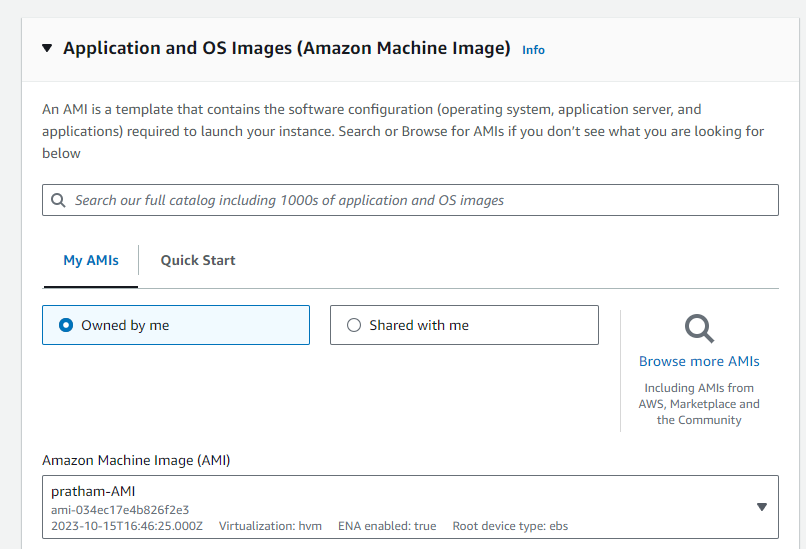 Application and OS Images (Amazon Machine Image) Info
An AMI is a template that contains the software configuration (operating system, application server, and
applications) required to launch your instance. Search or Browse for AMIs if you don't see what you are looking for
below
Search our full catalog including 1000s of application and OS images
My AMIs Quick Start
Owned by me Shared with me
Browse more AMIs
Including AMIs from
AWS, Marketplace and
the Community
Amazon Machine Image (AMI)
pratham-AMI
ami-034ec17e4b826f2e3
2023-10-15T16:46:25.000Z Virtualization: hvm ENA enabled: true Root device type: ebs